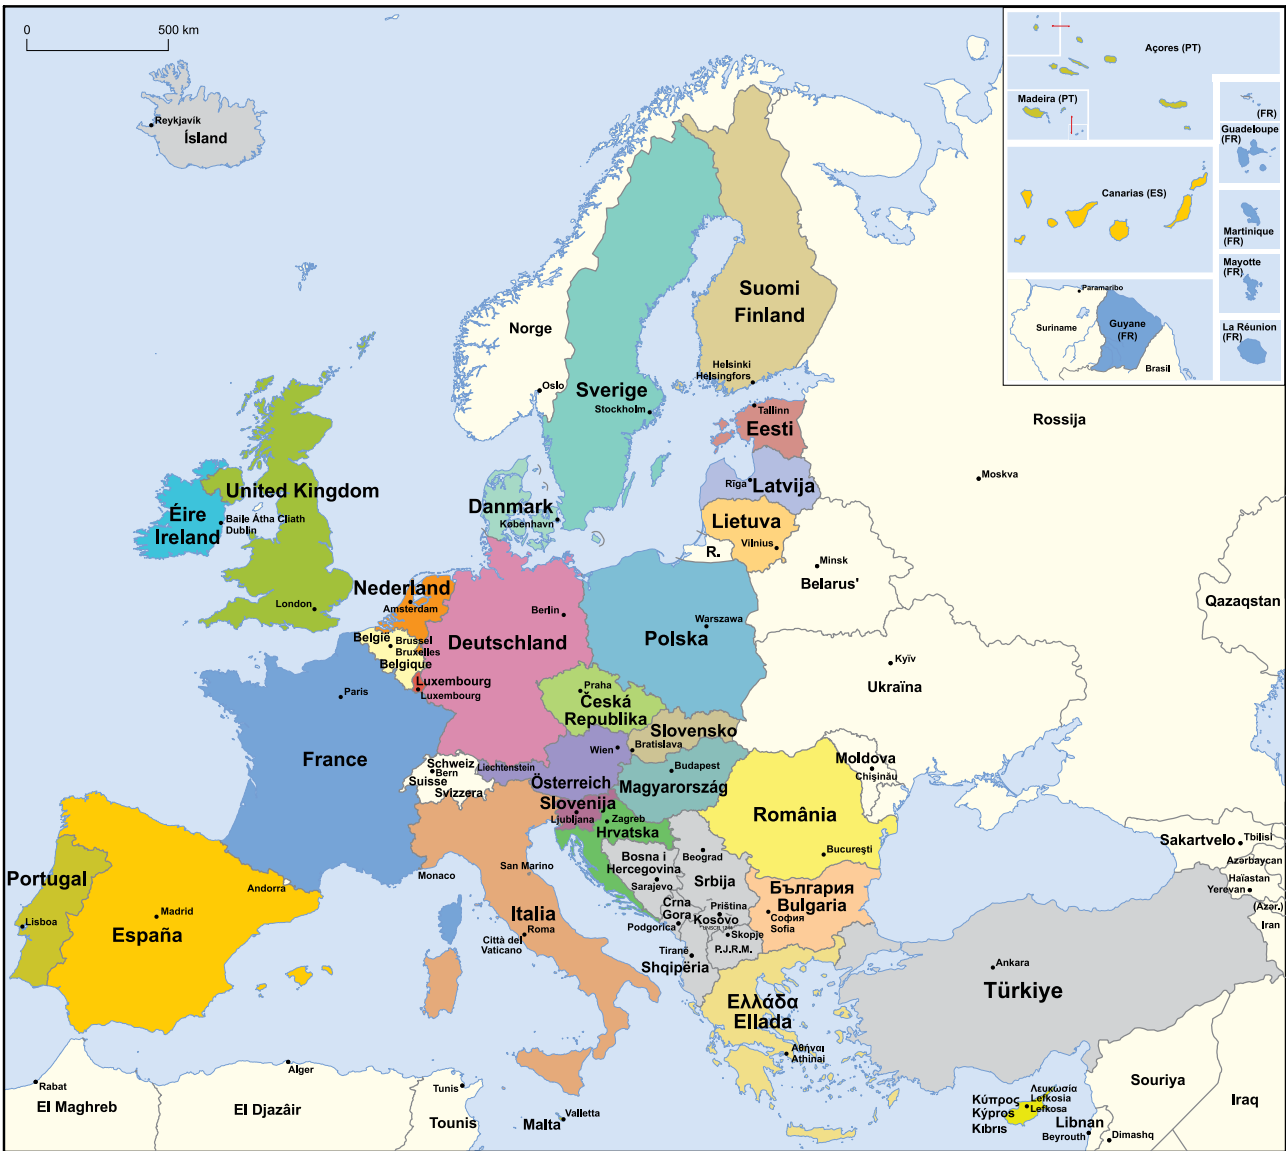 0 500 km
Reykjavík
Ísland
Açores (PT)
Madeira (PT)
(FR)
Guadeloupe
(FR)
Canarias (ES)
Martinique
(FR)
Mayotte
(FR)
Paramaribo
Suriname
Guyane
(FR)
Brasil
La Réunion
(FR)
Suomi
Finland
Helsinki
Helsingfors
Norge
Oslo
Sverige
Stockholm
Tallinn
Eesti
Rossija
Moskva
Rīga
Latvija
Lietuva
Vilnius
R.
Minsk
Belarus'
United Kingdom
London
Éire
Ireland
Baile Átha Cliath
Dublin
Danmark
København
Nederland
Amsterdam
België
Brussel
Bruxelles
Belgique
Luxembourg
Luxembourg
Berlin
Deutschland
Warszawa
Polska
Kyïv
Ukraïna
Qazaqstan
Paris
France
Praha
Česká
Republika
Slovensko
Bratislava
Wien
Österreich
Liechtenstein
Schweiz
Bern
Suisse
Svizzera
Budapest
Magyarország
Moldova
Chişinău
România
Bucureşti
Slovenija
Ljubljana
Zagreb
Hrvatska
Bosna i
Hercegovina
Sarajevo
Beograd
Srbija
Crna
Gora
Podgorica
Priština
Kosovo
Skopje
P.J.R.M.
Tiranë
Shqipëria
България
Bulgaria
София
Sofia
Portugal
Lisboa
Madrid
España
Andorra
Monaco
San Marino
Italia
Roma
Città del
Vaticano
Ελλάδα
Ellada
Αθήναι
Athinai
Ankara
Türkiye
Sakartvelo
Tbilisi
Azərbaycan
Haïastan
Yerevan
(Azər.)
Iran
Rabat
El Maghreb
Alger
El Djazâir
Tunis
Tounis
Valletta
Malta
Κύπρος
Kýpros
Kıbrıs
Λευκωσία
Lefkosia
Lefkosa
Libnan
Beyrouth
Dimashq
Souriya
Iraq